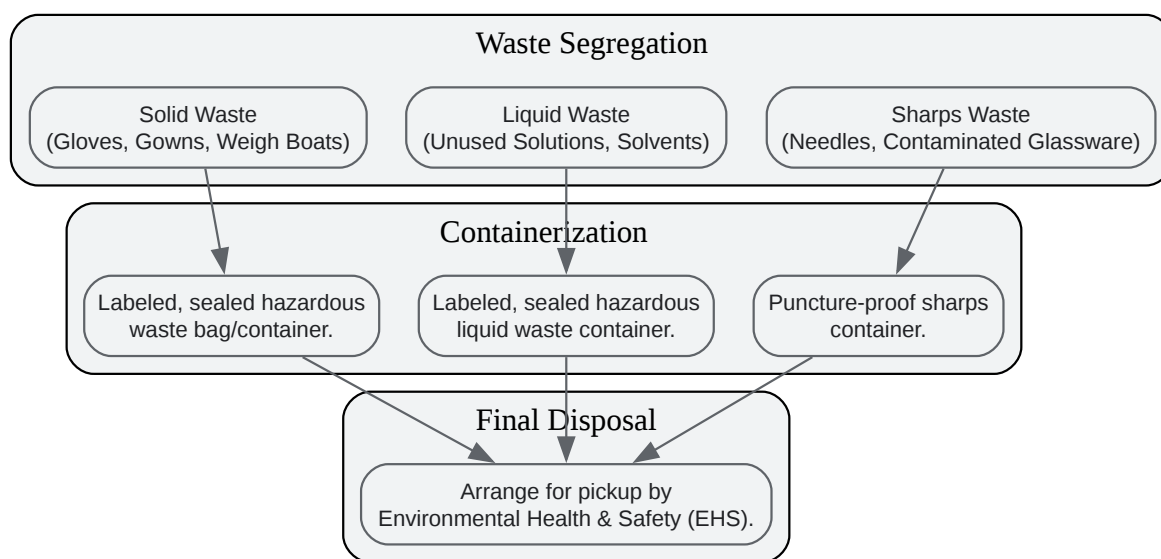 Waste Segregation
Solid Waste
(Gloves, Gowns, Weigh Boats)
Liquid Waste
(Unused Solutions, Solvents)
Sharps Waste
(Needles, Contaminated Glassware)
Containerization
Labeled, sealed hazardous
waste bag/container.
Labeled, sealed hazardous
liquid waste container.
Puncture-proof sharps
container.
Final Disposal
Arrange for pickup by
Environmental Health & Safety (EHS).